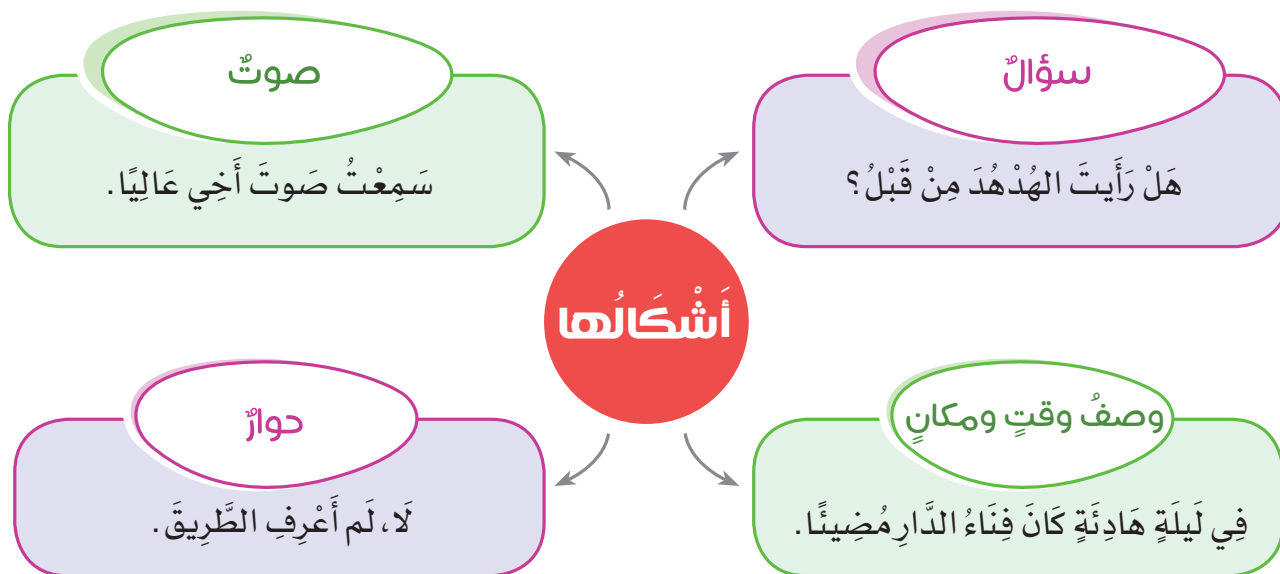 سؤالٌ
هَلْ رَأَيتَ الهُدْهُدَ مِنْ قَبْلُ؟
صوتٌ
سَمِعْتُ صَوتَ أَخِي عَالِيًا.
أَشْكَالُها
وصفُ وقتٍ ومكانٍ
فِي لَيلَةٍ هَادِئَةٍ كَانَ فِنَاءُ الدَّارِ مُضِيئًا.
حوارٌ
لَا، لَم أَعْرِفِ الطَّرِيقَ.